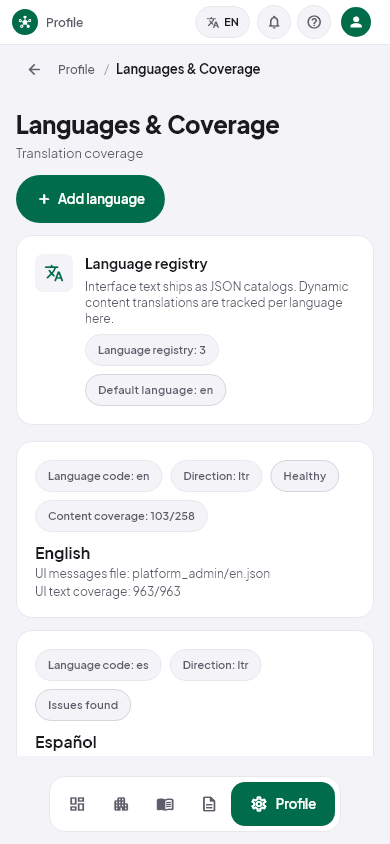 Profile
EN
Profile / Languages & Coverage
Languages & Coverage
Translation coverage
+ Add language
Language registry
Interface text ships as JSON catalogs. Dynamic
content translations are tracked per language
here.
Language registry: 3
Default language: en
Language code: en
Direction: ltr
Healthy
Content coverage: 103/258
English
UI messages file: platform_admin/en.json
UI text coverage: 963/963
Language code: es
Direction: ltr
Issues found
Español
Profile